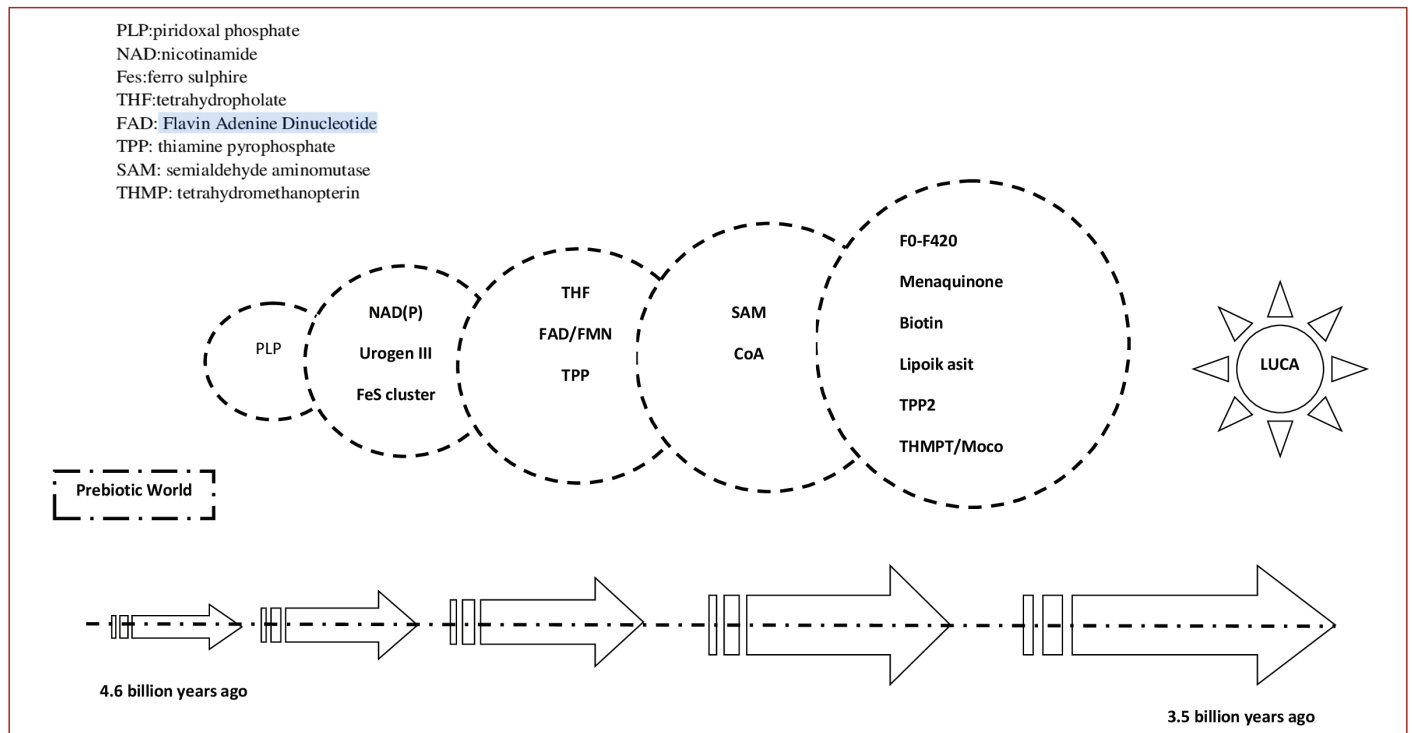 PLP:piridoxal phosphate
NAD:nicotinamide
Fes:ferro sulphire
THF:tetrahydropholate
FAD: Flavin Adenine Dinucleotide
TPP: thiamine pyrophosphate
SAM: semialdehyde aminomutase
THMP: tetrahydromethanopterin
PLP
NAD(P)
Urogen III
FeS cluster
THF
FAD/FMN
TPP
SAM
CoA
F0-F420
Menaquinone
Biotin
Lipoik asit
TPP2
THMPT/Moco
LUCA
Prebiotic World
4.6 billion years ago
3.5 billion years ago